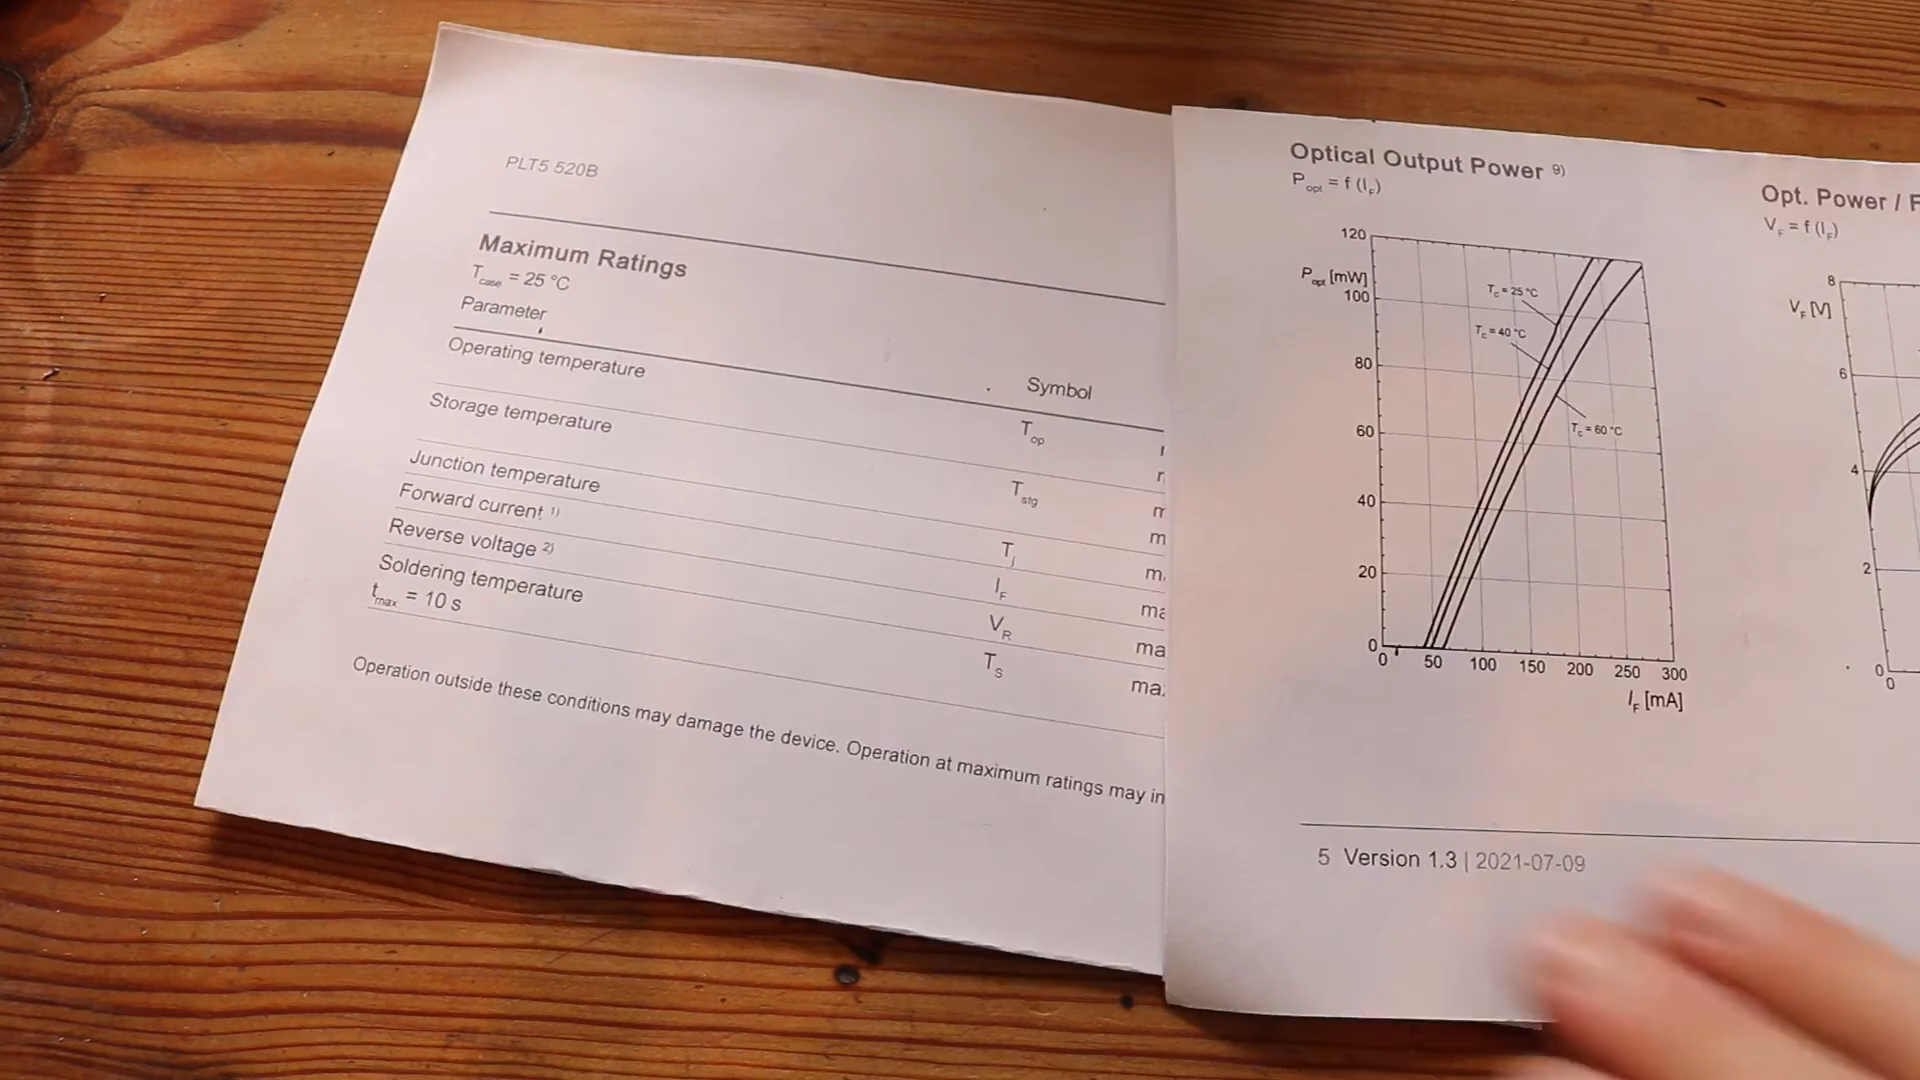 PLT5 520B
Maximum Ratings
Tcase = 25 °C
Parameter
Symbol
Operating temperature
Top
Storage temperature
Tstg
Junction temperature
Tj
Forward current 1)
IF
Reverse voltage 2)
VR
Soldering temperature
tmax = 10 s
TS
Operation outside these conditions may damage the device. Operation at maximum ratings may in
Optical Output Power 9)
Popt = f (IF)
120
Popt [mW]
100
80
60
40
20
0
TC = 25 °C
TC = 40 °C
TC = 60 °C
0 50 100 150 200 250 300
IF [mA]
Opt. Power /
VF = f (IF)
8
VF [V]
6
4
2
0
0
5 Version 1.3 | 2021-07-09